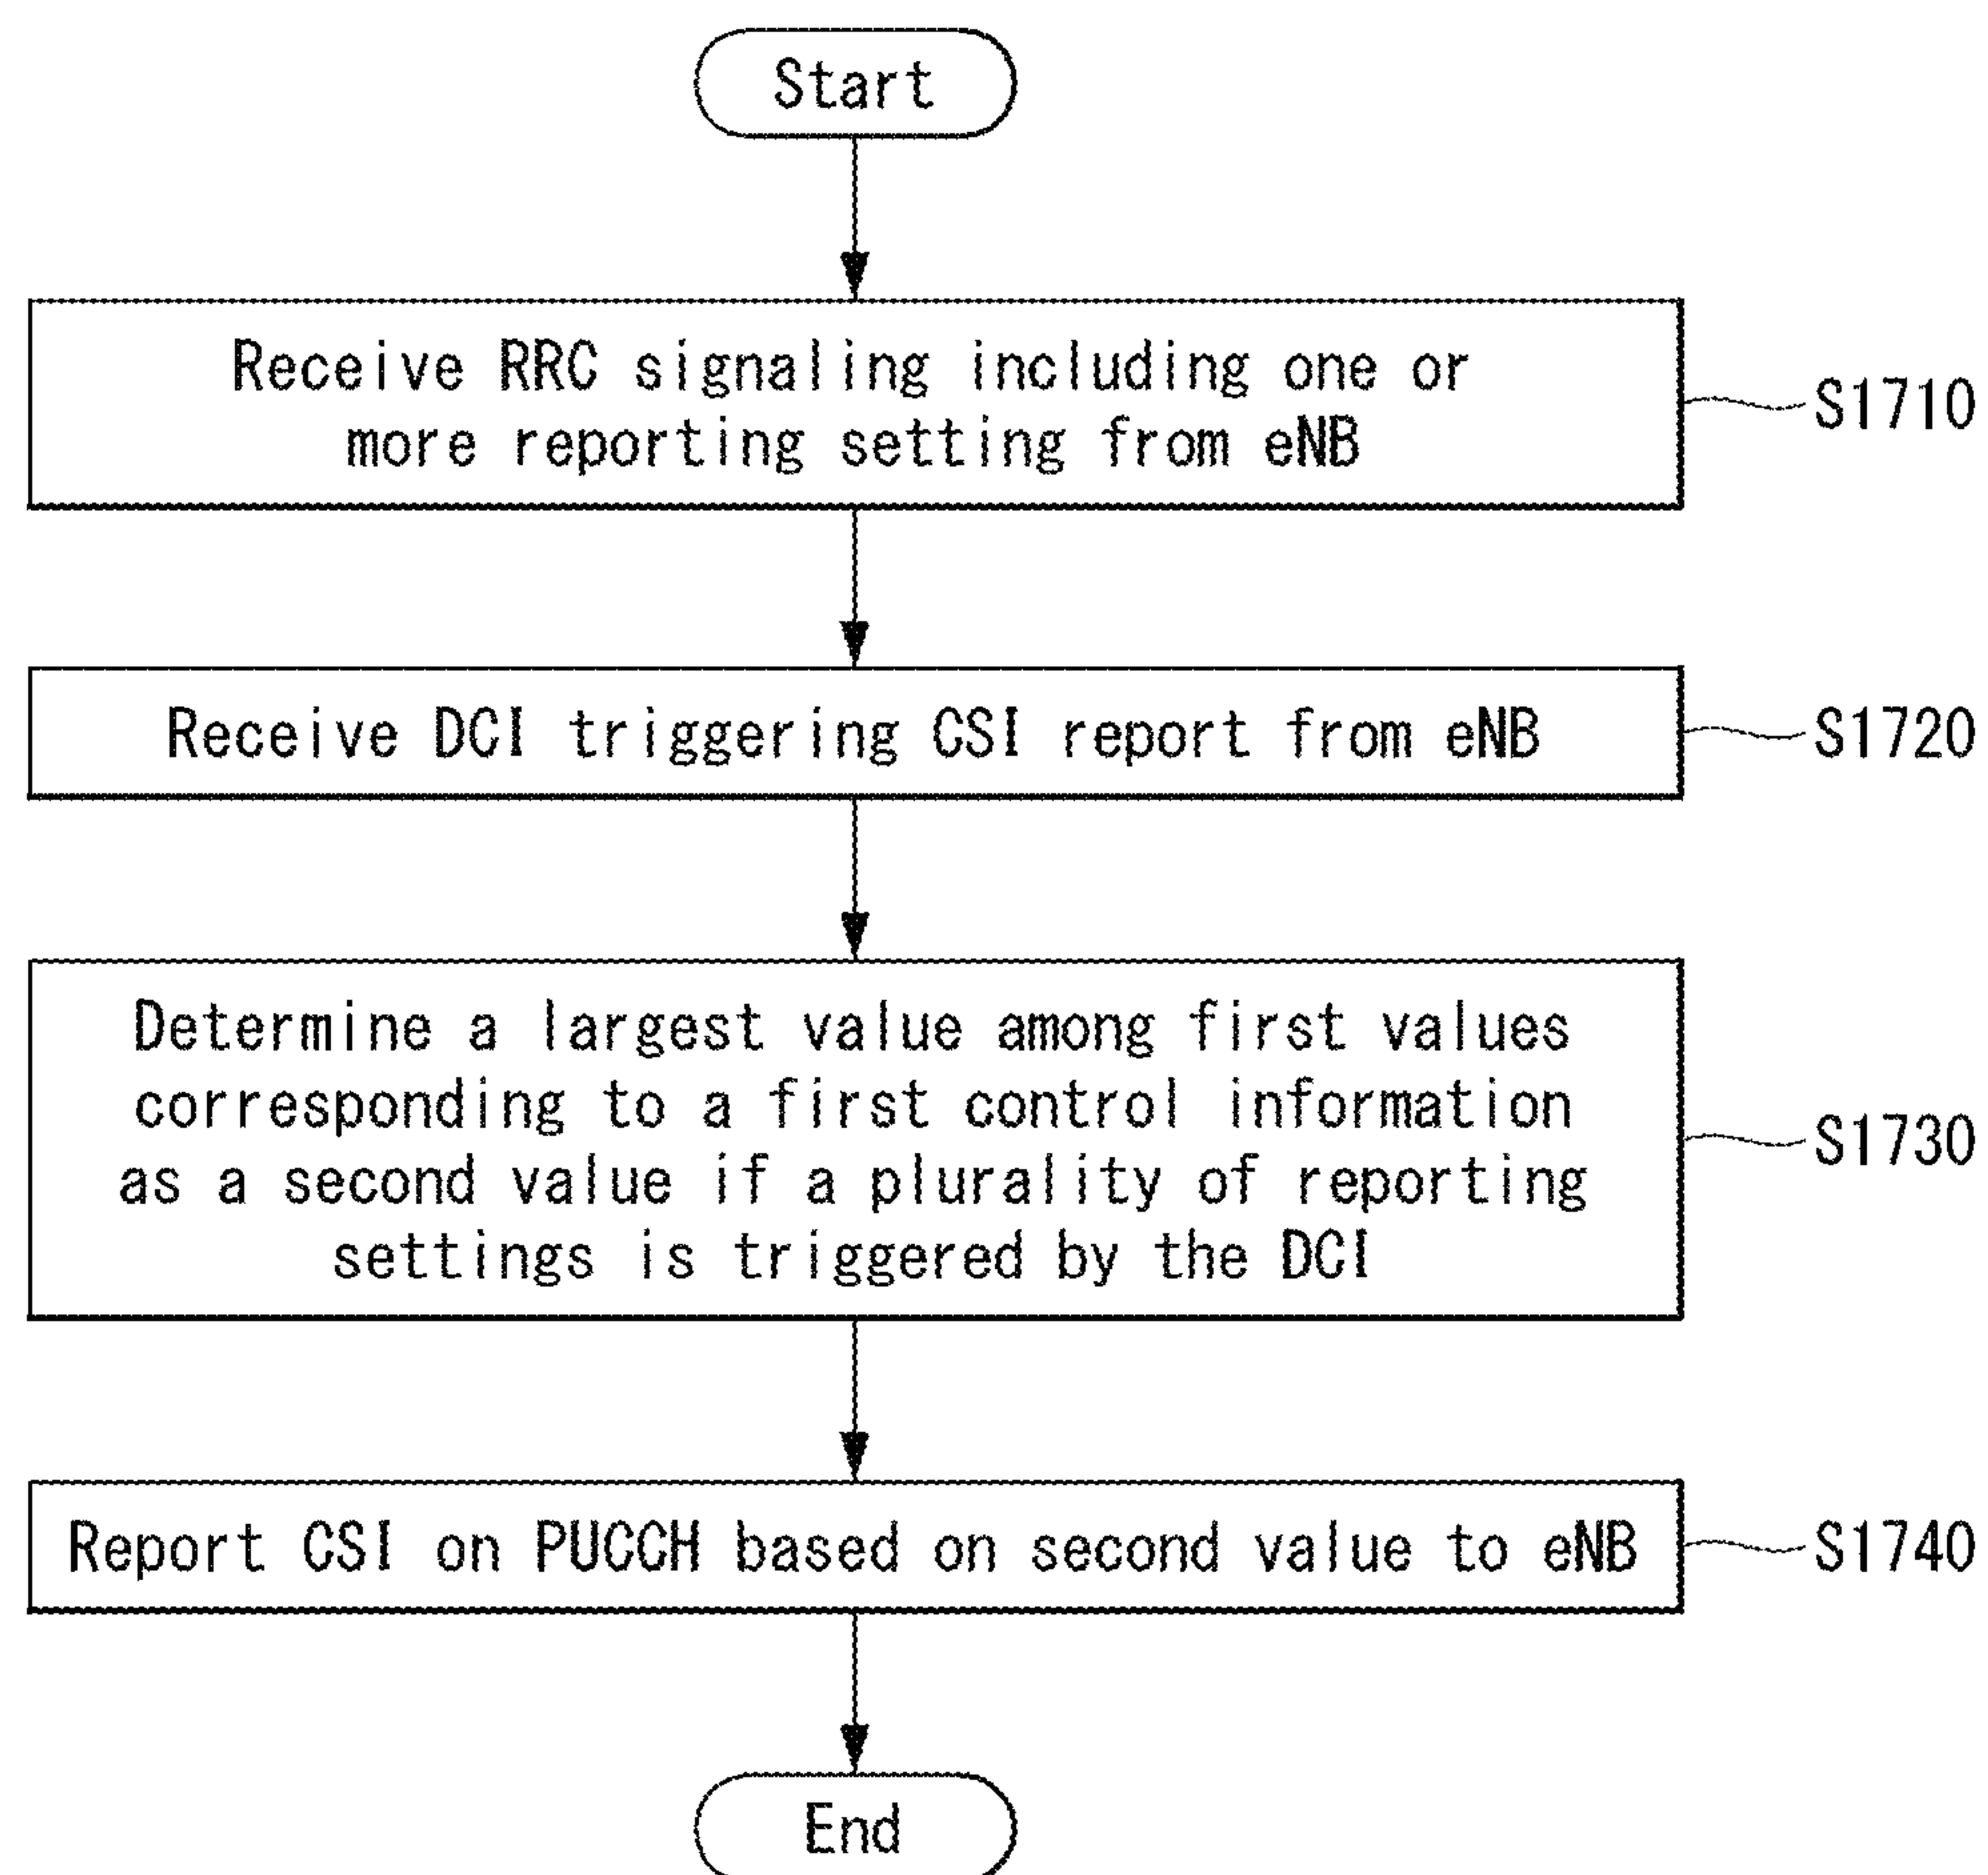 Start
Receive RRC signaling including one or
more reporting setting from eNB
S1710
Receive DCI triggering CSI report from eNB
S1720
Determine a largest value among first values
corresponding to a first control information
as a second value if a plurality of reporting
settings is triggered by the DCI
S1730
Report CSI on PUCCH based on second value to eNB
S1740
End